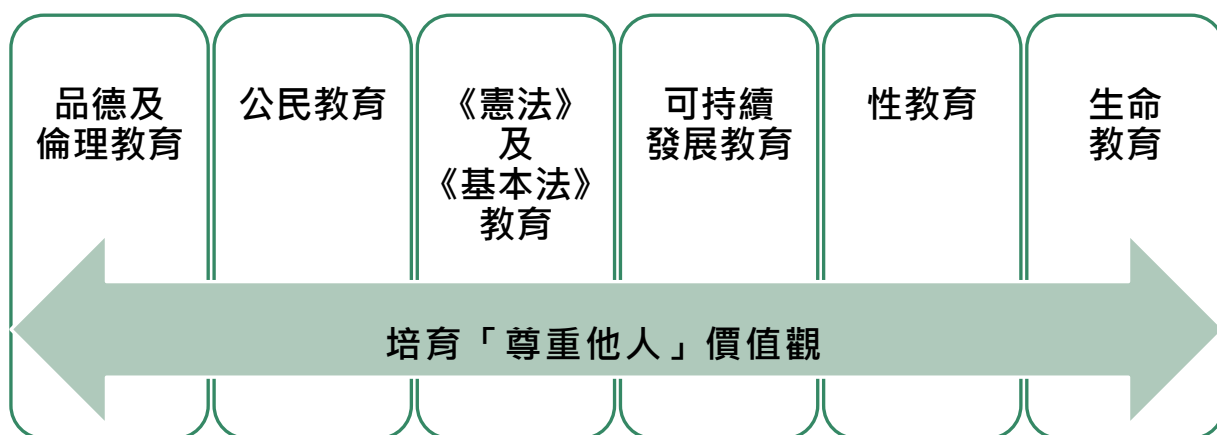 品德及
倫理教育
公民教育
《憲法》
及
《基本法》
教育
可持續
發展教育
性教育
生命
教育
培育「尊重他人」價值觀